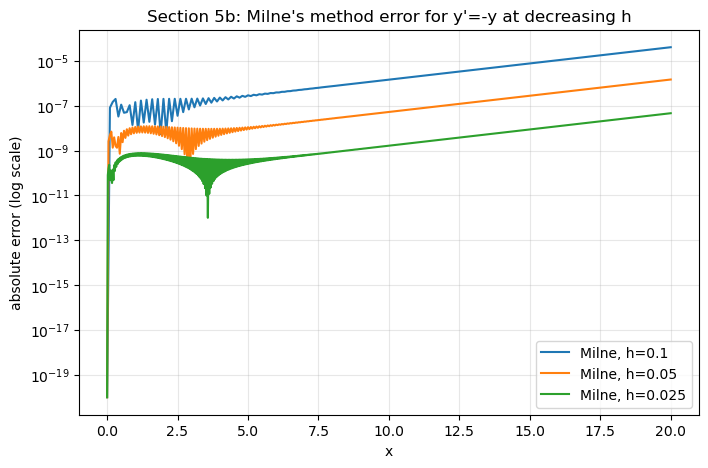 Section 5b: Milne's method error for y'=-y at decreasing h
absolute error (log scale)
10⁻⁵
10⁻⁷
10⁻⁹
10⁻¹¹
10⁻¹³
10⁻¹⁵
10⁻¹⁷
10⁻¹⁹
Milne, h=0.1
Milne, h=0.05
Milne, h=0.025
0.0 2.5 5.0 7.5 10.0 12.5 15.0 17.5 20.0
x